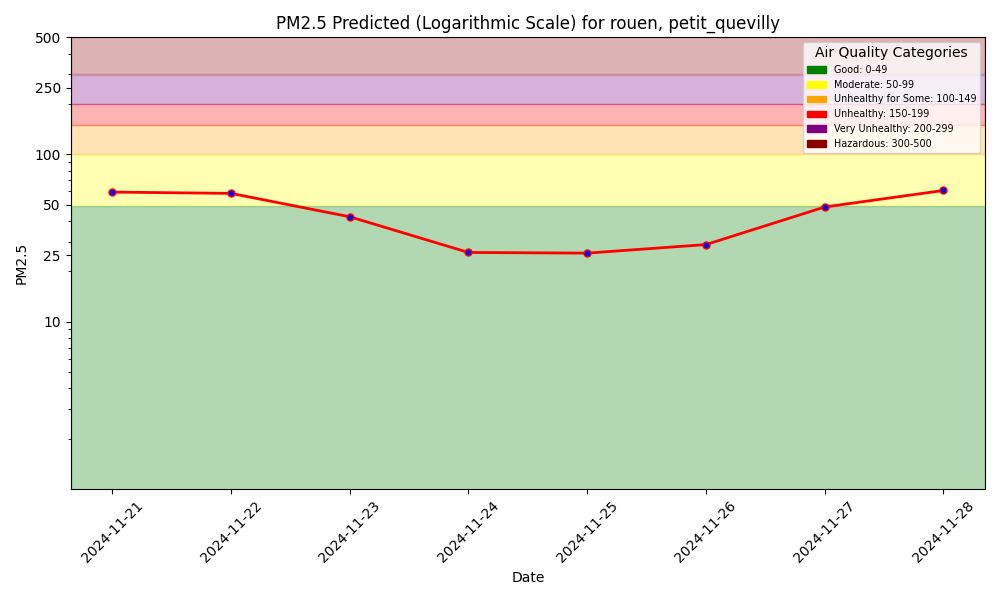 PM2.5 Predicted (Logarithmic Scale) for rouen, petit_quevilly
500
250
100
50
25
10
PM2.5
Air Quality Categories
Good: 0-49
Moderate: 50-99
Unhealthy for Some: 100-149
Unhealthy: 150-199
Very Unhealthy: 200-299
Hazardous: 300-500
2024-11-21
2024-11-22
2024-11-23
2024-11-24
2024-11-25
2024-11-26
2024-11-27
2024-11-28
Date